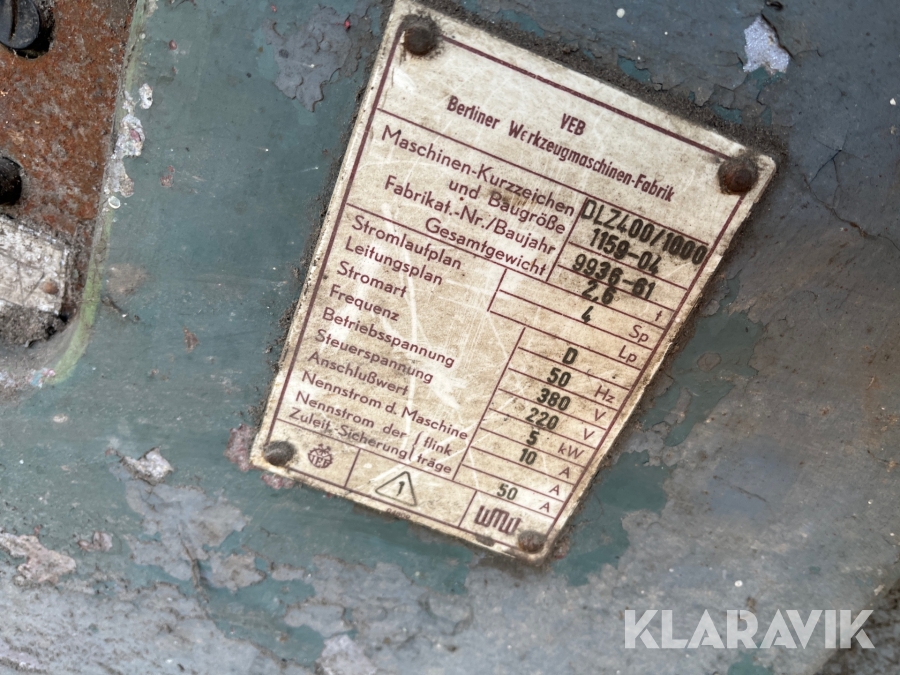 VEB
Berliner Werkzeugmaschinen-Fabrik
Maschinen-Kurzzeichen
und Baugröße
DLZ400/1000
1159-04
Fabrikat.-Nr./Baujahr
9936-61
Gesamtgewicht
2,6 t
Stromlaufplan
4 Sp
Leitungsplan
Lp
Stromart
D
Frequenz
50 Hz
Betriebsspannung
380 V
Steuerspannung
220 V
Anschlußwert
5 kW
Nennstrom d. Maschine
10 A
Nennstrom der flink
A
Zuleit.-Sicherung träge
50 A
1
WMW
KLARAVIK